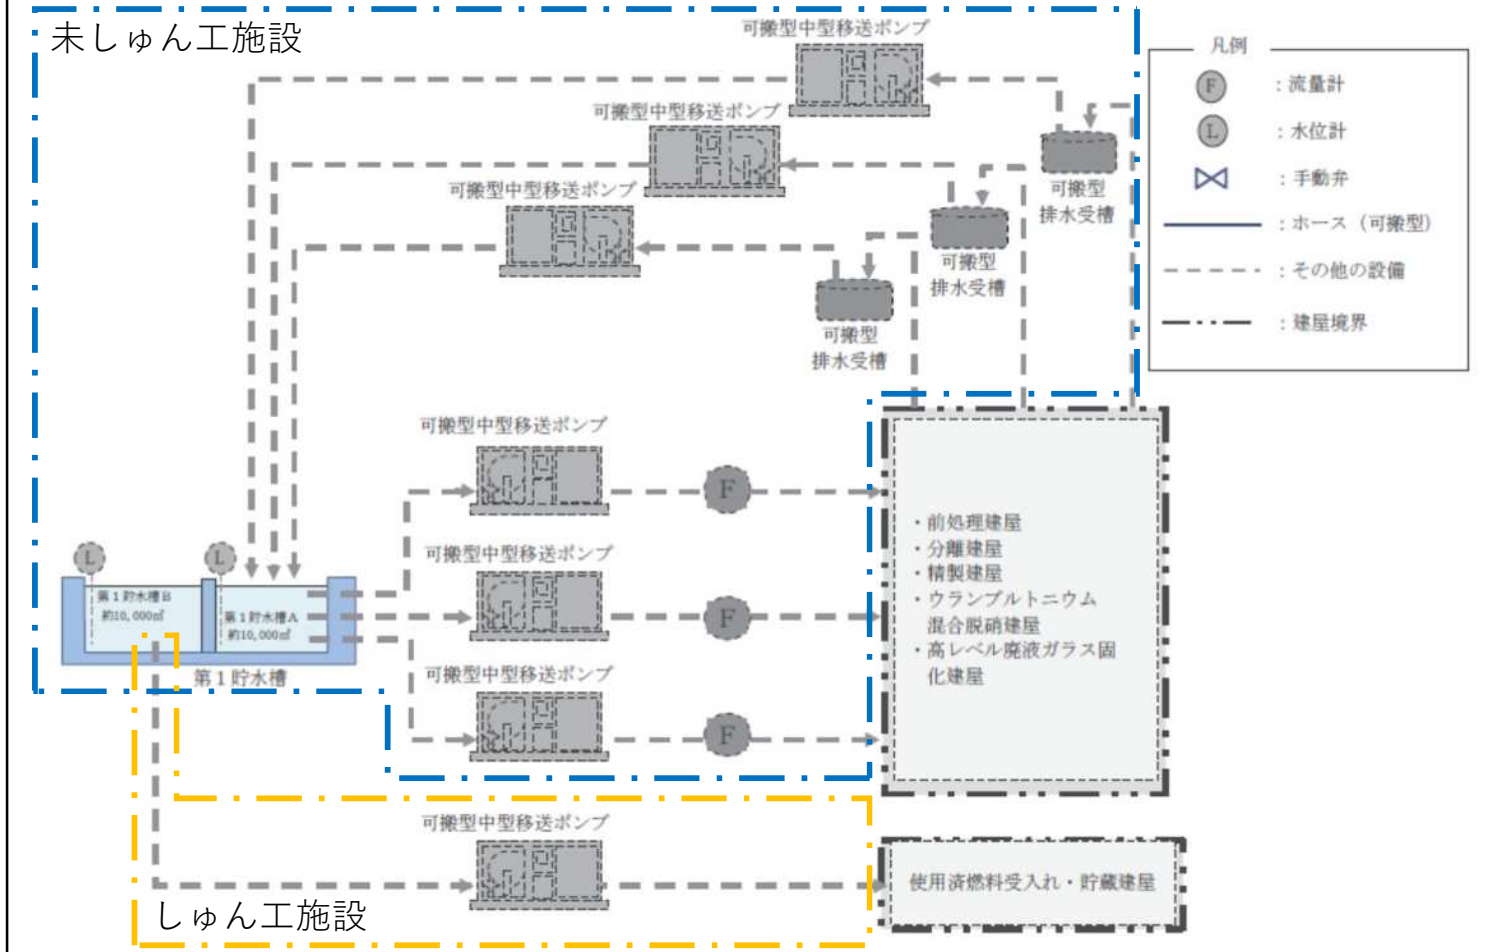 未しゅん工施設
可搬型中型移送ポンプ
可搬型中型移送ポンプ
可搬型中型移送ポンプ
可搬型
排水受槽
可搬型
排水受槽
可搬型
排水受槽
凡例
F
:流量計
L
:水位計
:手動弁
:ホース(可搬型)
:その他の設備
:建屋境界
可搬型中型移送ポンプ
F
可搬型中型移送ポンプ
F
可搬型中型移送ポンプ
F
L
L
第1貯水槽B
約10,000㎥
第1貯水槽A
約10,000㎥
第1貯水槽
・前処理建屋
・分離建屋
・精製建屋
・ウランプルトニウム
混合脱硝建屋
・高レベル廃液ガラス固
化建屋
可搬型中型移送ポンプ
使用済燃料受入れ・貯蔵建屋
しゅん工施設